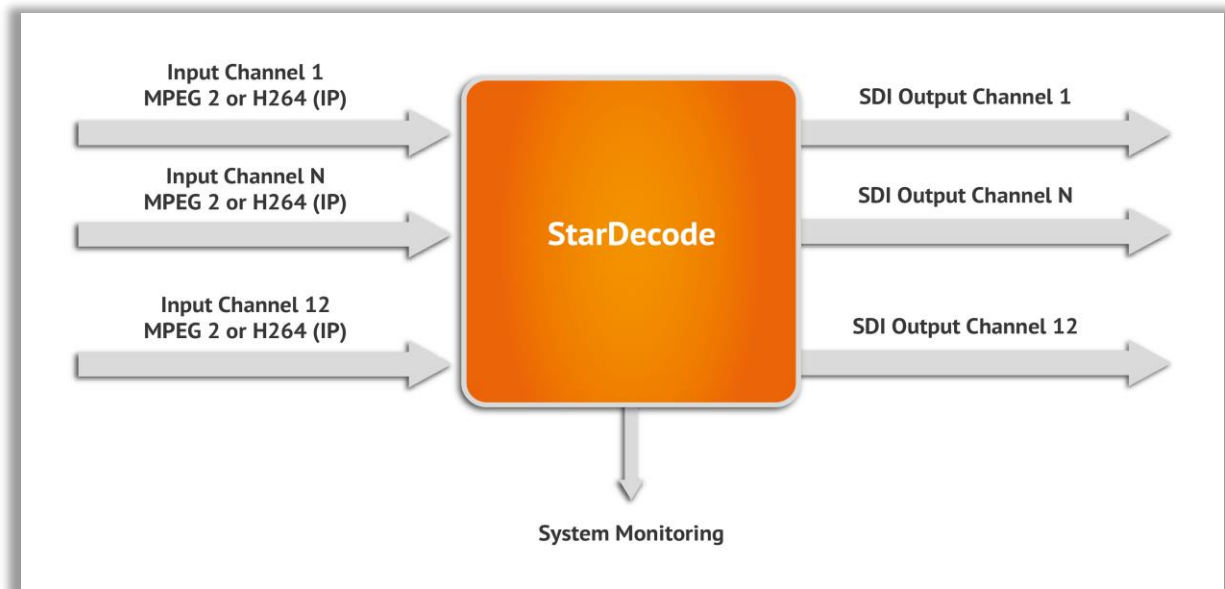 Input Channel 1
MPEG 2 or H264 (IP)
Input Channel N
MPEG 2 or H264 (IP)
Input Channel 12
MPEG 2 or H264 (IP)
StarDecode
SDI Output Channel 1
SDI Output Channel N
SDI Output Channel 12
System Monitoring